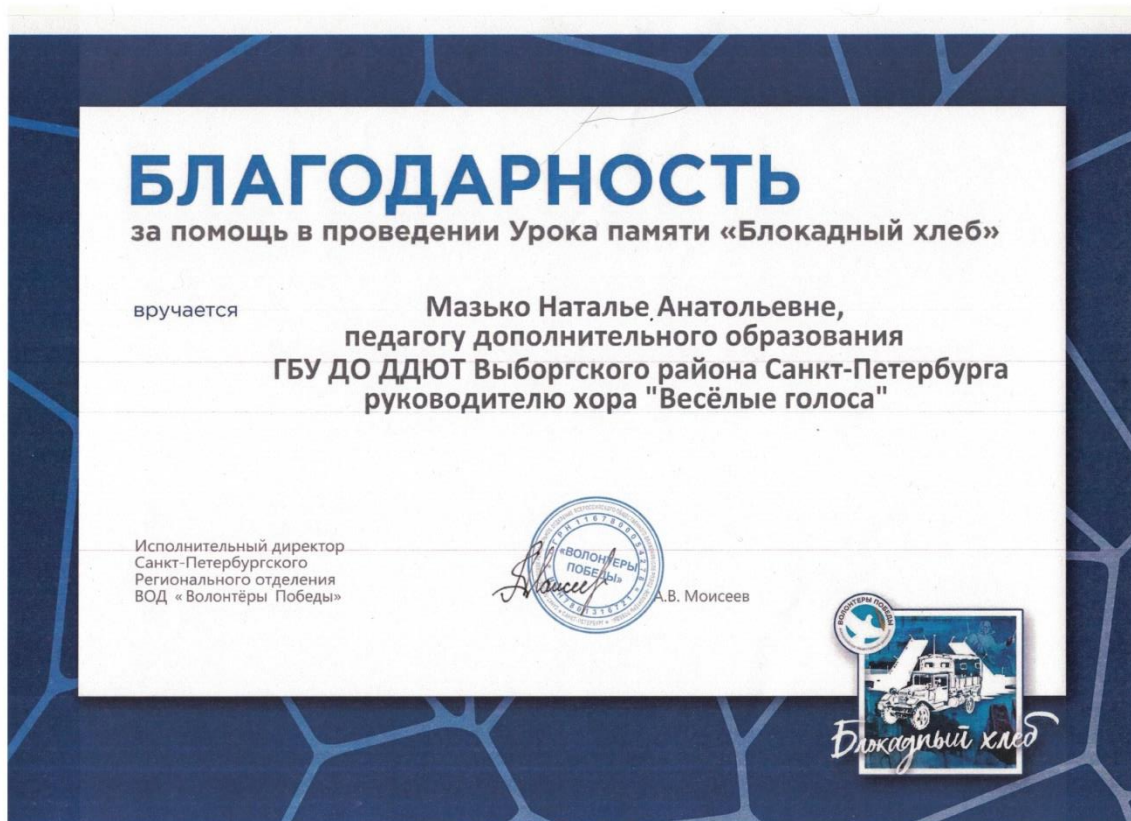 БЛАГОДАРНОСТЬ
за помощь в проведении Урока памяти «Блокадный хлеб»
вручается
Мазько Наталье Анатольевне,
педагогу дополнительного образования
ГБУ ДО ДДЮТ Выборгского района Санкт-Петербурга
руководителю хора "Весёлые голоса"
Исполнительный директор
Санкт-Петербургского
Регионального отделения
ВОД «Волонтёры Победы»
«ВОЛОНТЕРЫ
ПОБЕДЫ»
А.В. Моисеев
ВОЛОНТЕРЫ ПОБЕДЫ
Блокадный хлеб